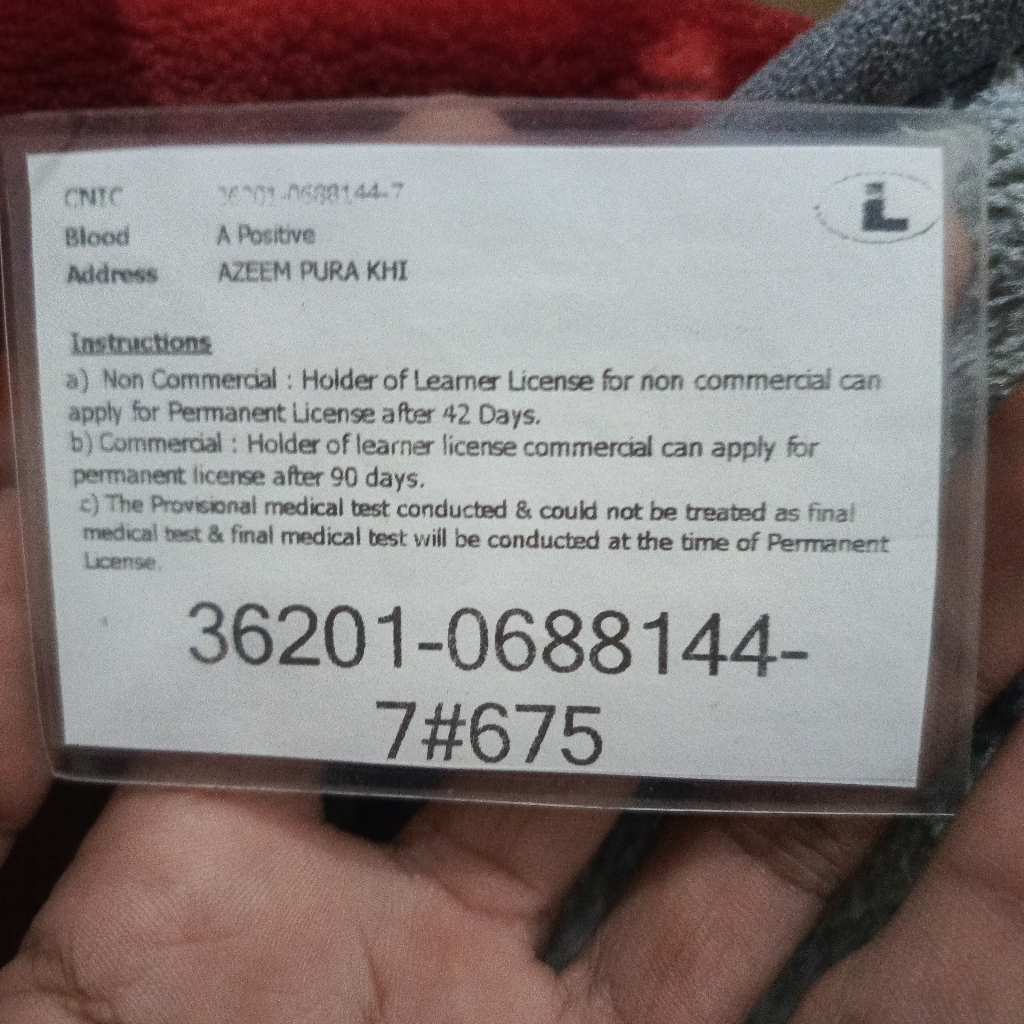 CNIC 36201-0688144-7
Blood A Positive
Address AZEEM PURA KHI
L
Instructions
a) Non Commercial : Holder of Learner License for non commercial can
apply for Permanent License after 42 Days.
b) Commercial : Holder of learner license commercial can apply for
permanent license after 90 days.
c) The Provisional medical test conducted & could not be treated as final
medical test & final medical test will be conducted at the time of Permanent
License.
36201-0688144-
7#675